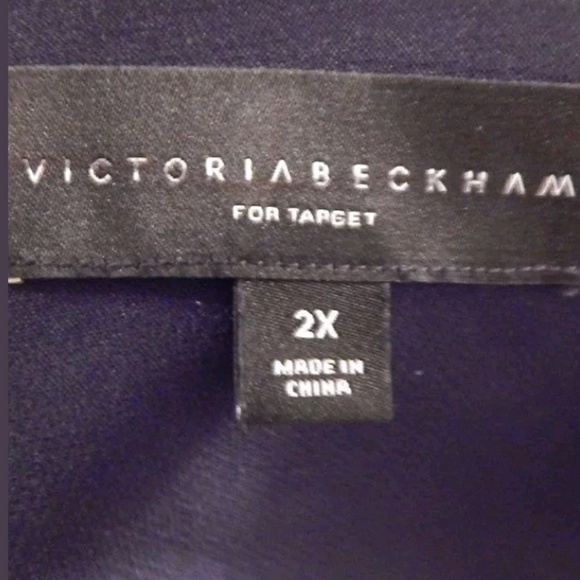 VICTORIABECKHAM
FOR TARGET
2X
MADE IN
CHINA